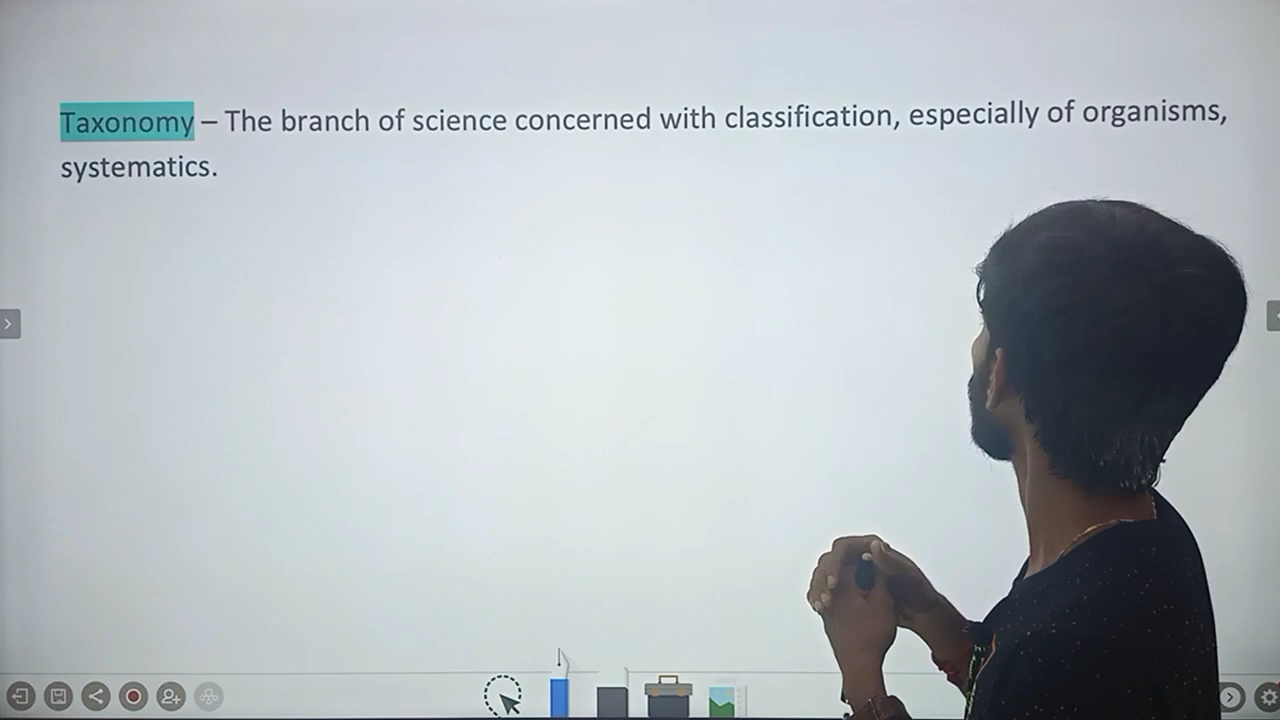 Taxonomy – The branch of science concerned with classification, especially of organisms,
systematics.